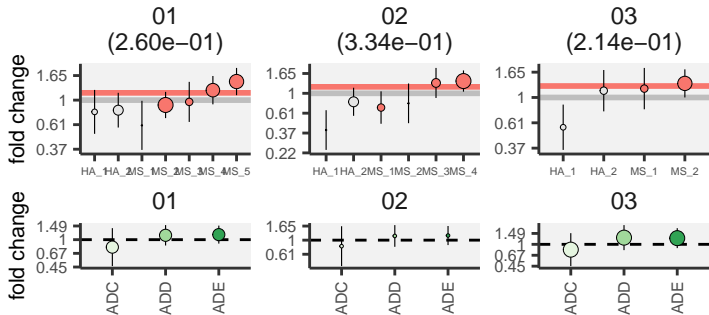 01 02 03
(2.60e−01) (3.34e−01) (2.14e−01)
fold change
1.65 1.65 1.65
1 1 1
0.61 0.61 0.61
0.37 0.37 0.37
0.22
HA_1 HA_2 MS_1 MS_2 MS_3 MS_4 MS_5
HA_1 HA_2 MS_1 MS_2 MS_3 MS_4
HA_1 HA_2 MS_1 MS_2
01 02 03
fold change
1.49 1.65 1.49
1 1 1
0.67 0.61 0.67
0.45 0.45
ADC ADD ADE ADC ADD ADE ADC ADD ADE